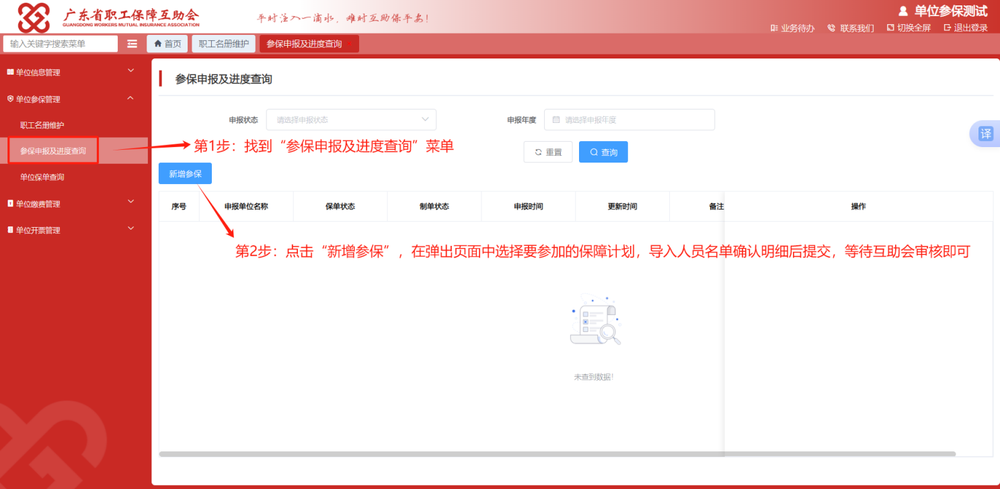 广东省职工保障互助会
GUANGDONG WORKERS MUTUAL INSURANCE ASSOCIATION
平时注入一滴水，难时互助保平安！
单位参保测试
业务待办 联系我们 切换全屏 退出登录
输入关键字搜索菜单
首页 职工名册维护 参保申报及进度查询
单位信息管理
单位参保管理
职工名册维护
参保申报及进度查询
单位保单查询
单位缴费管理
单位开票管理
参保申报及进度查询
申报状态 请选择申报状态 申报年度 请选择申报年度
第1步：找到“参保申报及进度查询”菜单
重置 查询
新增参保
序号 申报单位名称 保单状态 制单状态 申报时间 更新时间 备注 操作
第2步：点击“新增参保”，在弹出页面中选择要参加的保障计划，导入人员名单确认明细后提交，等待互助会审核即可
未查到数据!
译